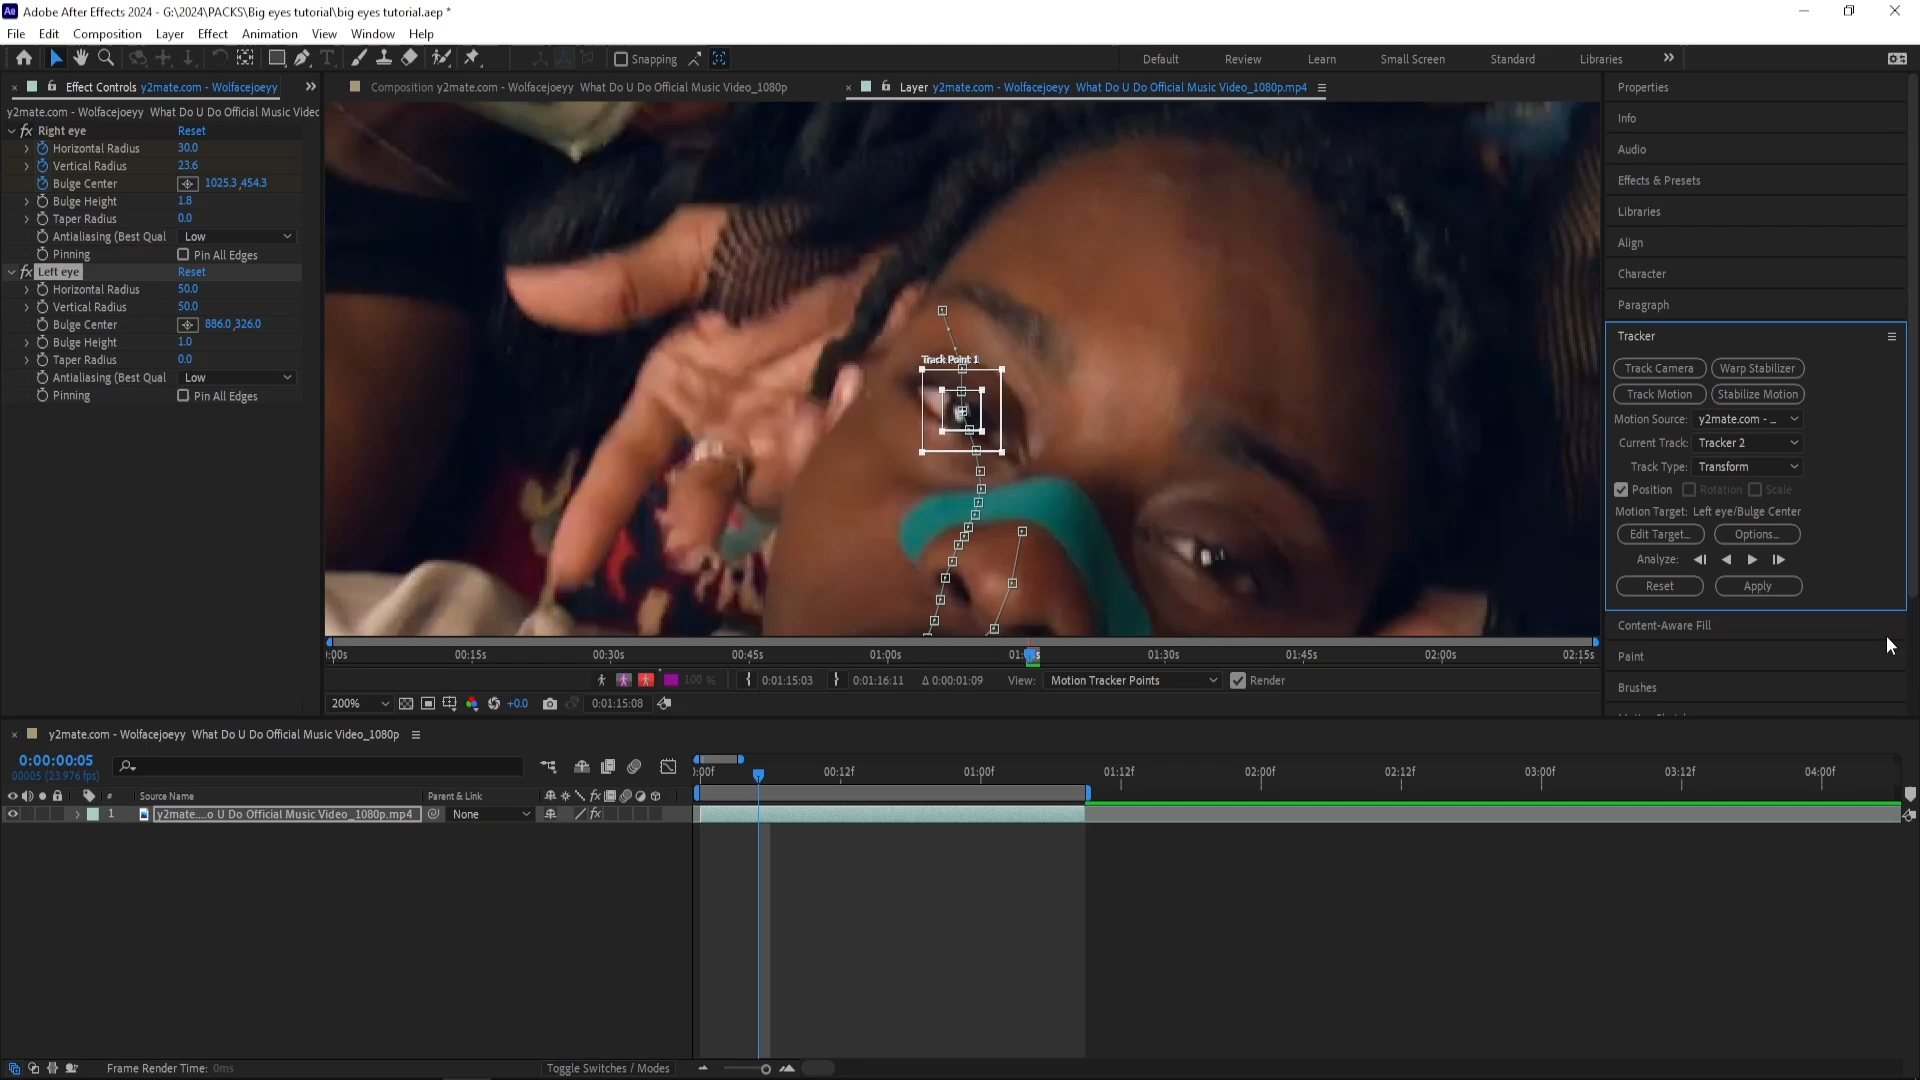 Adobe After Effects 2024 - G:\2024\PACKS\Big eyes tutorial\big eyes tutorial.aep *
File Edit Composition Layer Effect Animation View Window Help
Snapping
Default Review Learn Small Screen Standard Libraries
Effect Controls y2mate.com - Wolfacejoeyy
Composition y2mate.com - Wolfacejoeyy What Do U Do Official Music Video_1080p
Layer y2mate.com - Wolfacejoeyy What Do U Do Official Music Video_1080p.mp4
y2mate.com - Wolfacejoeyy What Do U Do Official Music Videc
fx Right eye Reset
Horizontal Radius 30.0
Vertical Radius 23.6
Bulge Center 1025.3,454.3
Bulge Height 1.8
Taper Radius 0.0
Antialiasing (Best Qual Low
Pinning Pin All Edges
fx Left eye Reset
Horizontal Radius 50.0
Vertical Radius 50.0
Bulge Center 886.0,326.0
Bulge Height 1.0
Taper Radius 0.0
Antialiasing (Best Qual Low
Pinning Pin All Edges
Track Point 1
Properties
Info
Audio
Effects & Presets
Libraries
Align
Character
Paragraph
Tracker
Track Camera Warp Stabilizer
Track Motion Stabilize Motion
Motion Source: y2mate.com - ...
Current Track: Tracker 2
Track Type: Transform
Position Rotation Scale
Motion Target: Left eye/Bulge Center
Edit Target... Options...
Analyze:
Reset Apply
Content-Aware Fill
Paint
Brushes
:00s 00:15s 00:30s 00:45s 01:00s 01:30s 01:45s 02:00s 02:15s
100 % 0:01:15:03 0:01:16:11 Δ 0:00:01:09 View: Motion Tracker Points Render
200% +0.0 0:01:15:08
y2mate.com - Wolfacejoeyy What Do U Do Official Music Video_1080p
0:00:00:05
00005 (23.976 fps)
):00f 00:12f 01:00f 01:12f 02:00f 02:12f 03:00f 03:12f 04:00f
# Source Name Parent & Link fx
1 y2mate....o U Do Official Music Video_1080p.mp4 None fx
Frame Render Time: 0ms
Toggle Switches / Modes